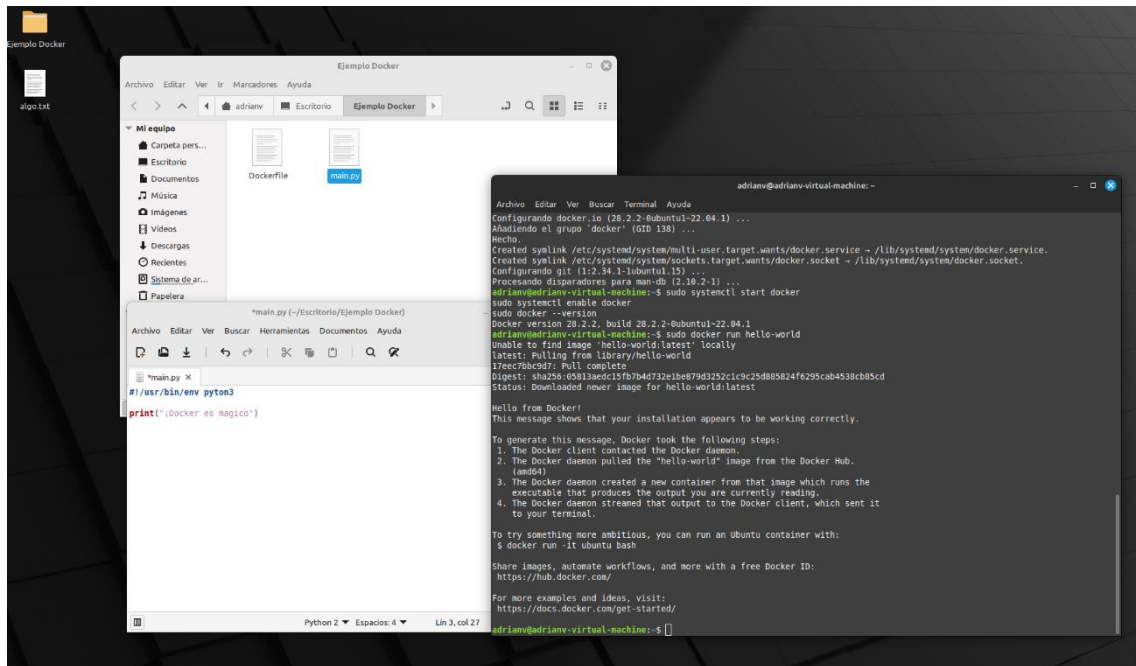 Ejemplo Docker
algo.txt
Ejemplo Docker
Archivo Editar Ver Ir Marcadores Ayuda
adrianv Escritorio Ejemplo Docker
Mi equipo
Carpeta pers...
Escritorio
Documentos
Música
Imágenes
Vídeos
Descargas
Recientes
Sistema de ar...
Papelera
Dockerfile
main.py
*main.py (~/Escritorio/Ejemplo Docker)
Archivo Editar Ver Buscar Herramientas Documentos Ayuda
*main.py
#!/usr/bin/env pyton3
print("¡Docker es magico")
Python 2 Espacios: 4 Lín 3, col 27
adrianv@adrianv-virtual-machine: ~
Archivo Editar Ver Buscar Terminal Ayuda
Configurando docker.io (28.2.2-0ubuntu1~22.04.1) ...
Añadiendo el grupo `docker' (GID 138) ...
Hecho.
Created symlink /etc/systemd/system/multi-user.target.wants/docker.service → /lib/systemd/system/docker.service.
Created symlink /etc/systemd/system/sockets.target.wants/docker.socket → /lib/systemd/system/docker.socket.
Configurando git (1:2.34.1-1ubuntu1.15) ...
Procesando disparadores para man-db (2.10.2-1) ...
adrianv@adrianv-virtual-machine:~$ sudo systemctl start docker
sudo systemctl enable docker
sudo docker --version
Docker version 28.2.2, build 28.2.2-0ubuntu1~22.04.1
adrianv@adrianv-virtual-machine:~$ sudo docker run hello-world
Unable to find image 'hello-world:latest' locally
latest: Pulling from library/hello-world
17eec7bbc9d7: Pull complete
Digest: sha256:05813aedc15fb7b4d732e1be879d3252c1c9c25d885824f6295cab4538cb85cd
Status: Downloaded newer image for hello-world:latest
Hello from Docker!
This message shows that your installation appears to be working correctly.
To generate this message, Docker took the following steps:
1. The Docker client contacted the Docker daemon.
2. The Docker daemon pulled the "hello-world" image from the Docker Hub.
(amd64)
3. The Docker daemon created a new container from that image which runs the
executable that produces the output you are currently reading.
4. The Docker daemon streamed that output to the Docker client, which sent it
to your terminal.
To try something more ambitious, you can run an Ubuntu container with:
$ docker run -it ubuntu bash
Share images, automate workflows, and more with a free Docker ID:
https://hub.docker.com/
For more examples and ideas, visit:
https://docs.docker.com/get-started/
adrianv@adrianv-virtual-machine:~$